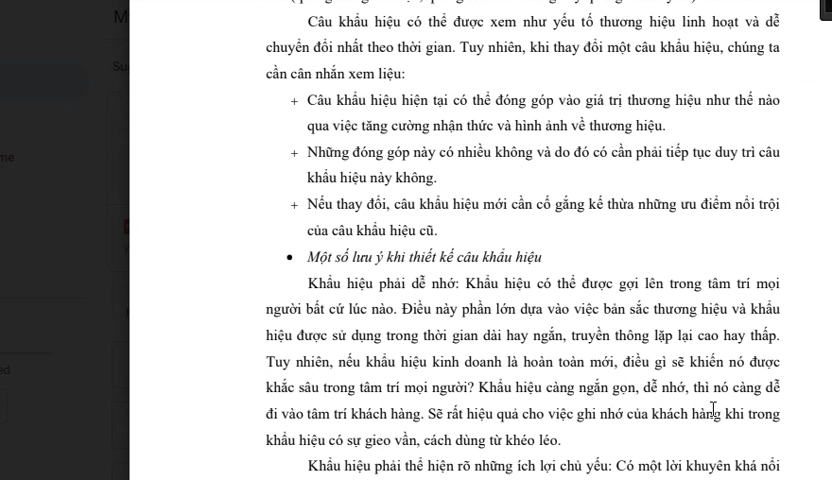 Câu khẩu hiệu có thể được xem như yếu tố thương hiệu linh hoạt và dễ
chuyển đổi nhất theo thời gian. Tuy nhiên, khi thay đổi một câu khẩu hiệu, chúng ta
cần cân nhắn xem liệu:
+ Câu khẩu hiệu hiện tại có thể đóng góp vào giá trị thương hiệu như thế nào
qua việc tăng cường nhận thức và hình ảnh về thương hiệu.
+ Những đóng góp này có nhiều không và do đó có cần phải tiếp tục duy trì câu
khẩu hiệu này không.
+ Nếu thay đổi, câu khẩu hiệu mới cần cố gắng kế thừa những ưu điểm nổi trội
của câu khẩu hiệu cũ.
• Một số lưu ý khi thiết kế câu khẩu hiệu
Khẩu hiệu phải dễ nhớ: Khẩu hiệu có thể được gợi lên trong tâm trí mọi
người bất cứ lúc nào. Điều này phần lớn dựa vào việc bản sắc thương hiệu và khẩu
hiệu được sử dụng trong thời gian dài hay ngắn, truyền thông lặp lại cao hay thấp.
Tuy nhiên, nếu khẩu hiệu kinh doanh là hoàn toàn mới, điều gì sẽ khiến nó được
khắc sâu trong tâm trí mọi người? Khẩu hiệu càng ngắn gọn, dễ nhớ, thì nó càng dễ
đi vào tâm trí khách hàng. Sẽ rất hiệu quả cho việc ghi nhớ của khách hàng khi trong
khẩu hiệu có sự gieo vần, cách dùng từ khéo léo.
Khẩu hiệu phải thể hiện rõ những ích lợi chủ yếu: Có một lời khuyên khá nổi